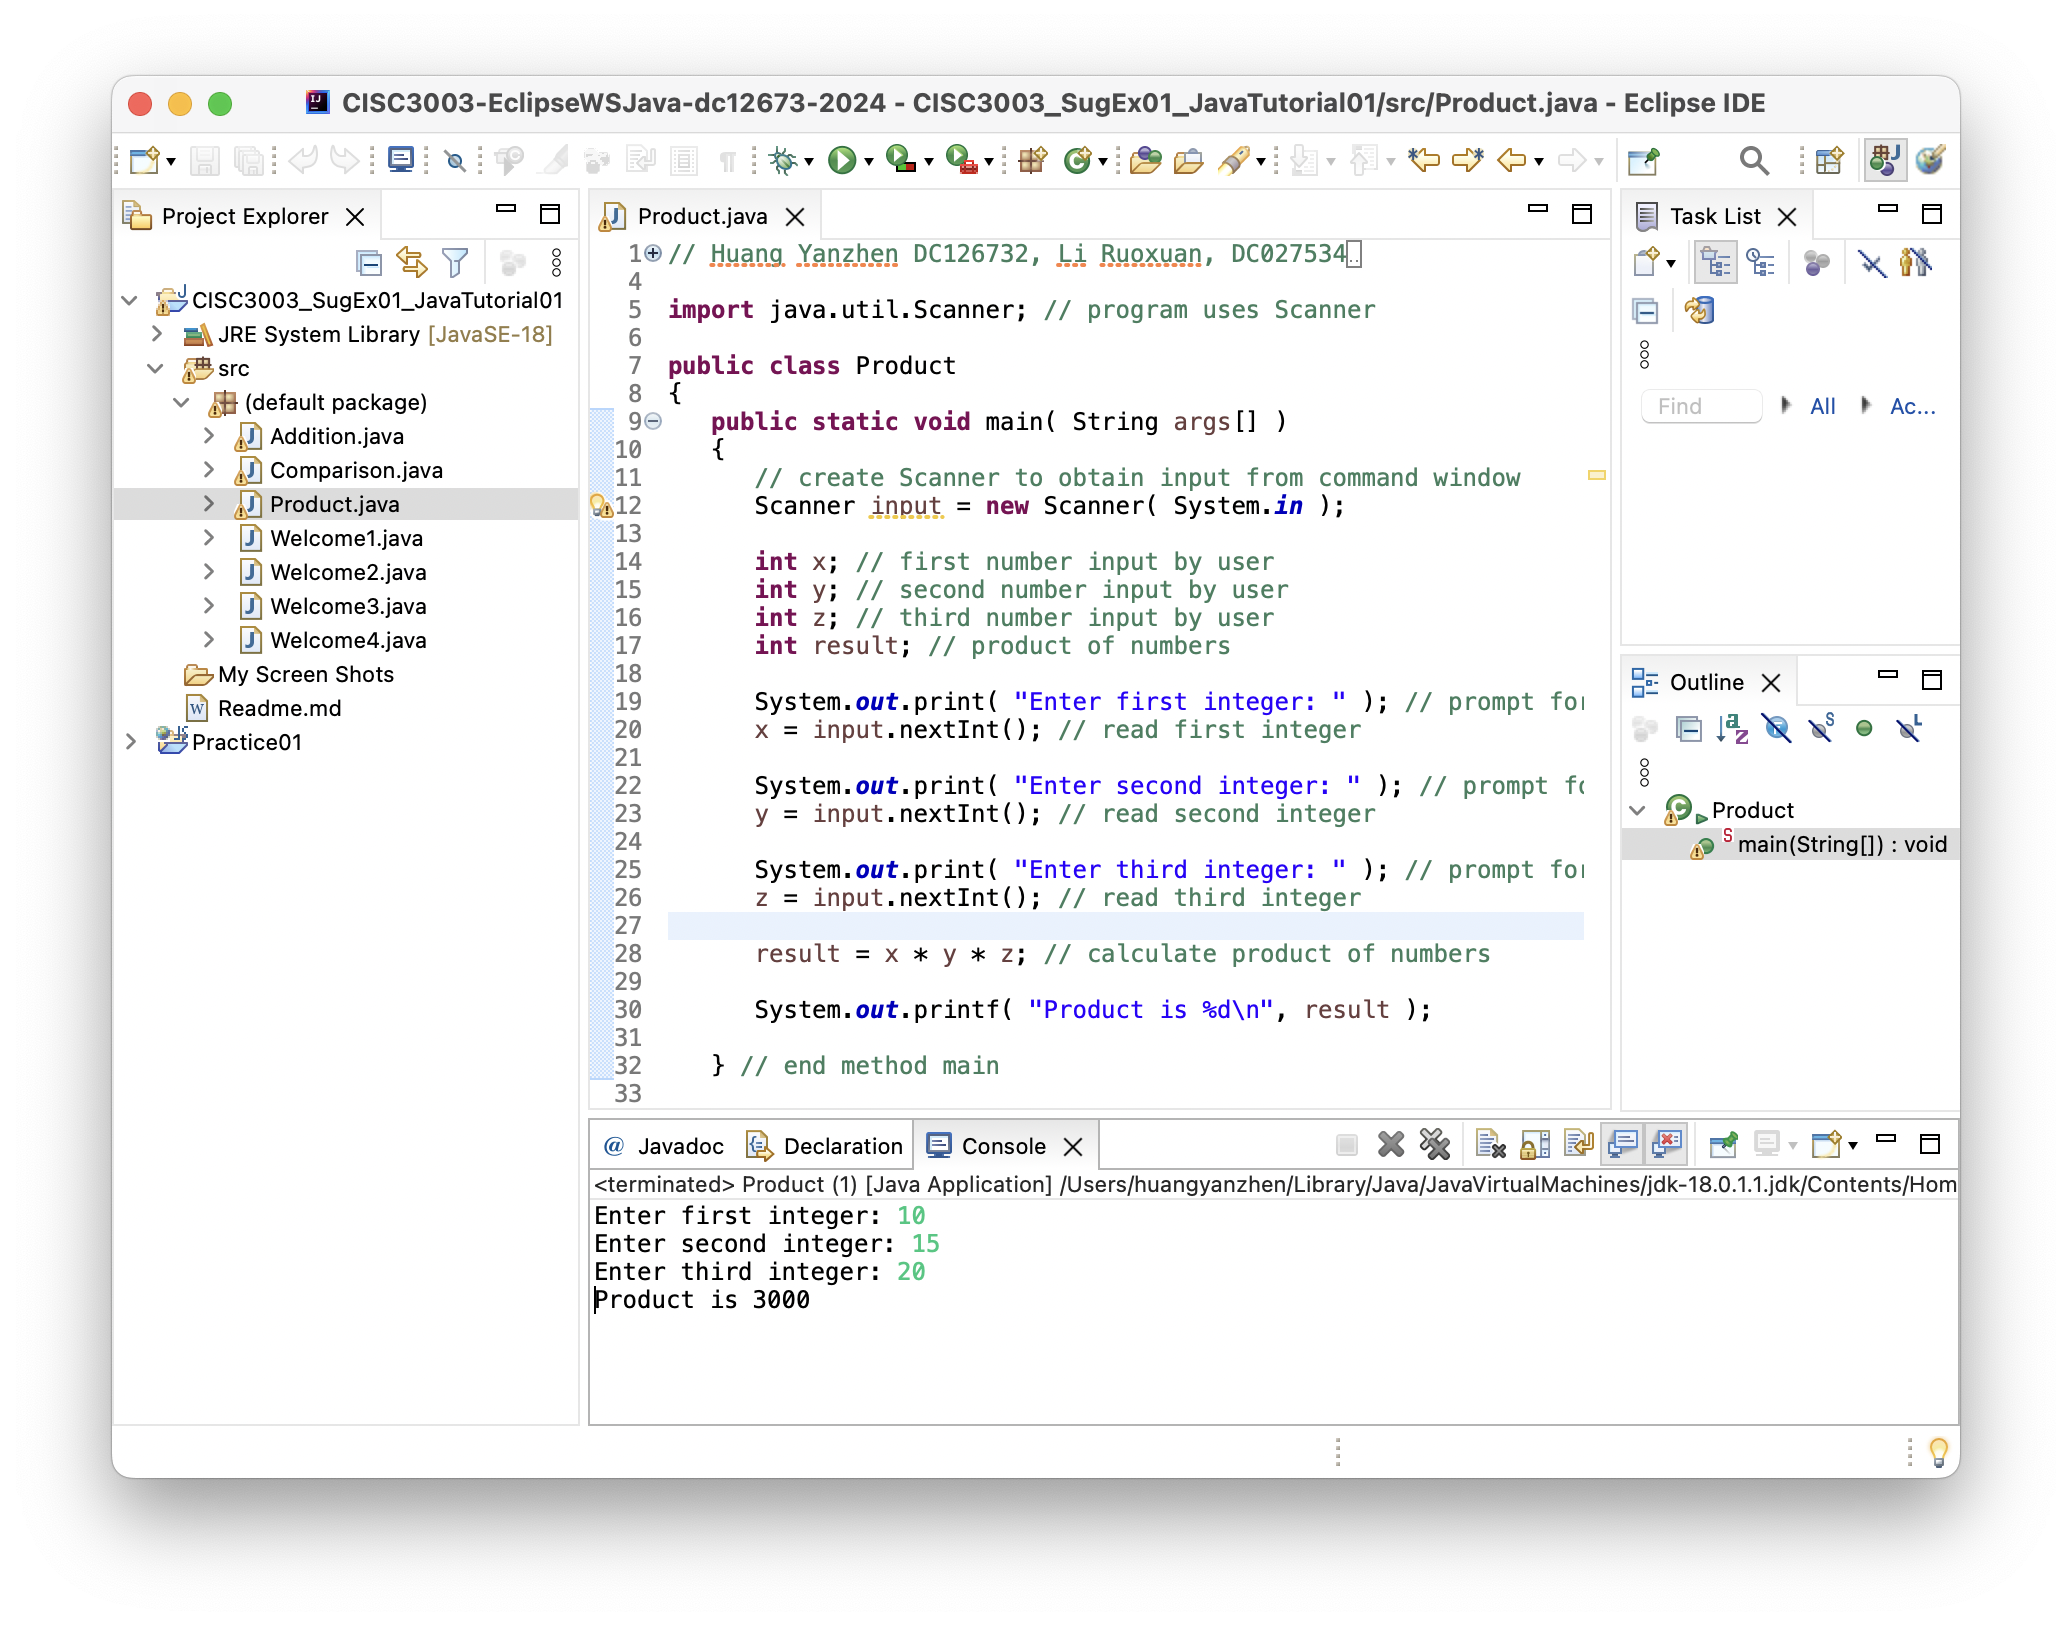 CISC3003-EclipseWSJava-dc12673-2024 - CISC3003_SugEx01_JavaTutorial01/src/Product.java - Eclipse IDE
Project Explorer
CISC3003_SugEx01_JavaTutorial01
JRE System Library [JavaSE-18]
src
(default package)
Addition.java
Comparison.java
Product.java
Welcome1.java
Welcome2.java
Welcome3.java
Welcome4.java
My Screen Shots
Readme.md
Practice01
Product.java
1 // Huang Yanzhen DC126732, Li Ruoxuan, DC027534..
4
5 import java.util.Scanner; // program uses Scanner
6
7 public class Product
8 {
9    public static void main( String args[] )
10    {
11       // create Scanner to obtain input from command window
12       Scanner input = new Scanner( System.in );
13
14       int x; // first number input by user
15       int y; // second number input by user
16       int z; // third number input by user
17       int result; // product of numbers
18
19       System.out.print( "Enter first integer: " ); // prompt for
20       x = input.nextInt(); // read first integer
21
22       System.out.print( "Enter second integer: " ); // prompt fo
23       y = input.nextInt(); // read second integer
24
25       System.out.print( "Enter third integer: " ); // prompt for
26       z = input.nextInt(); // read third integer
27
28       result = x * y * z; // calculate product of numbers
29
30       System.out.printf( "Product is %d\n", result );
31
32    } // end method main
33
Task List
Find All Ac...
Outline
Product
main(String[]) : void
@ Javadoc Declaration Console
<terminated> Product (1) [Java Application] /Users/huangyanzhen/Library/Java/JavaVirtualMachines/jdk-18.0.1.1.jdk/Contents/Hom
Enter first integer: 10
Enter second integer: 15
Enter third integer: 20
Product is 3000